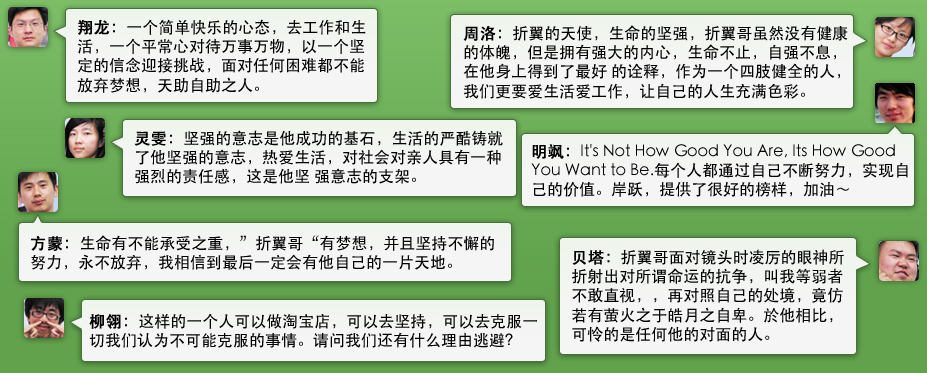 翔龙：一个简单快乐的心态，去工作和生
活，一个平常心对待万事万物，以一个坚
定的信念迎接挑战，面对任何困难都不能
放弃梦想，天助自助之人。
周洛：折翼的天使，生命的坚强，折翼哥虽然没有健康
的体魄，但是拥有强大的内心，生命不止，自强不息，
在他身上得到了最好 的诠释，作为一个四肢健全的人，
我们更要爱生活爱工作，让自己的人生充满色彩。
灵雯：坚强的意志是他成功的基石，生活的严酷铸就
了他坚强的意志，热爱生活，对社会对亲人具有一种
强烈的责任感，这是他坚 强意志的支架。
明飒：It's Not How Good You Are, Its How Good
You Want to Be.每个人都通过自己不断努力，实现自
己的价值。岸跃，提供了很好的榜样，加油～
方蒙：生命有不能承受之重，”折翼哥“有梦想，并且坚持不懈的
努力，永不放弃，我相信到最后一定会有他自己的一片天地。
贝塔：折翼哥面对镜头时凌厉的眼神所
折射出对所谓命运的抗争，叫我等弱者
不敢直视，，再对照自己的处境，竟仿
若有萤火之于皓月之自卑。於他相比，
可怜的是任何他的对面的人。
柳翎：这样的一个人可以做淘宝店，可以去坚持，可以去克服一
切我们认为不可能克服的事情。请问我们还有什么理由逃避？